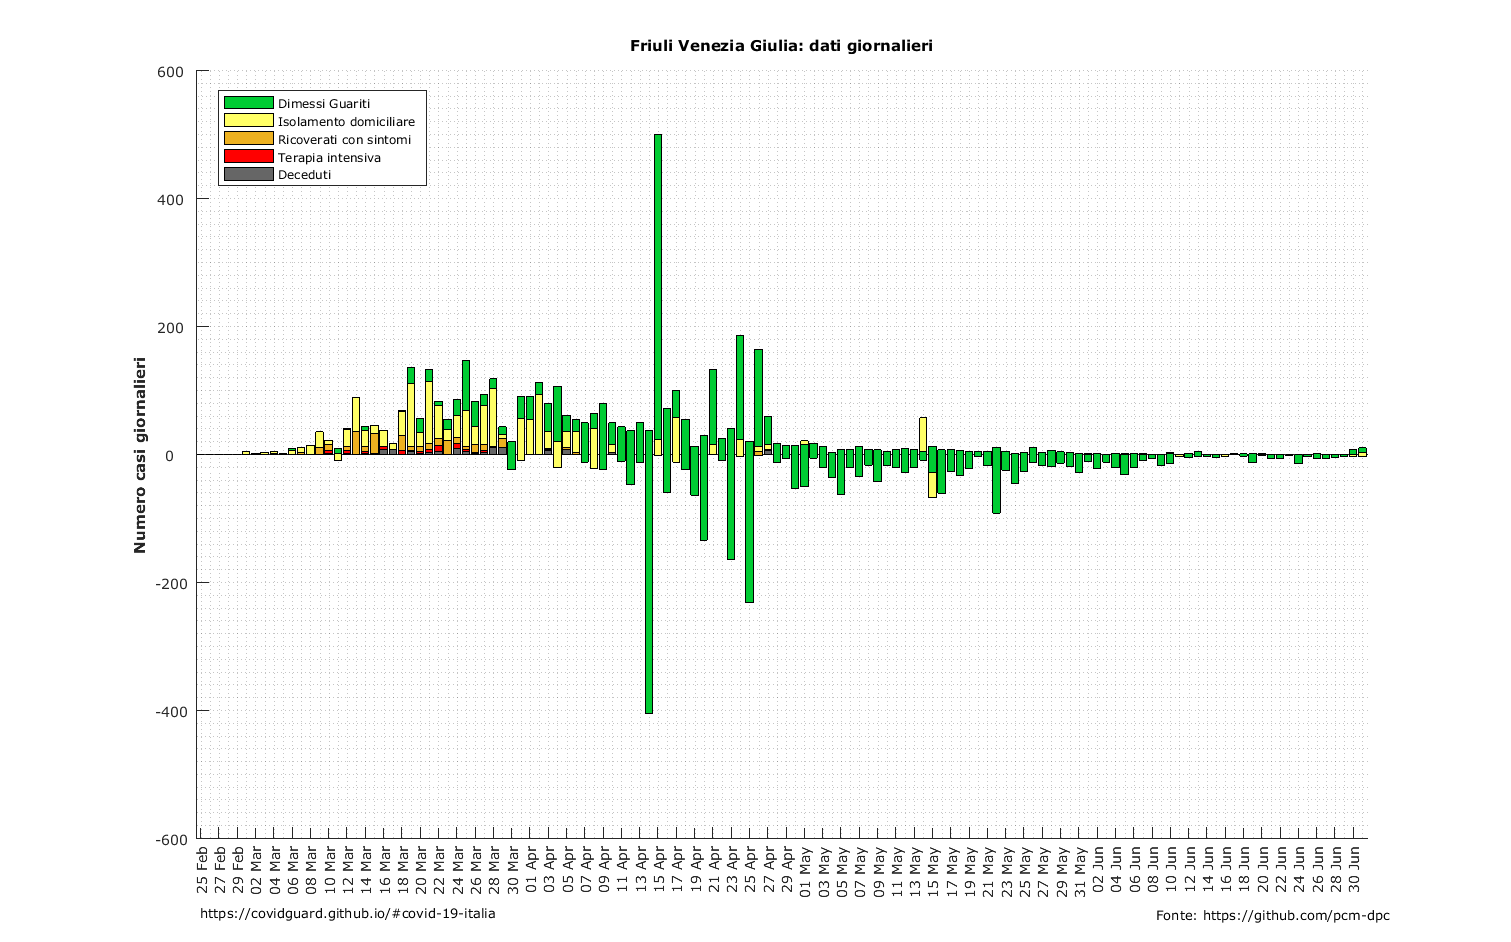 Friuli Venezia Giulia: dati giornalieri
600
400
200
0
-200
-400
-600
Numero casi giornalieri
Dimessi Guariti
Isolamento domiciliare
Ricoverati con sintomi
Terapia intensiva
Deceduti
25 Feb
27 Feb
29 Feb
02 Mar
04 Mar
06 Mar
08 Mar
10 Mar
12 Mar
14 Mar
16 Mar
18 Mar
20 Mar
22 Mar
24 Mar
26 Mar
28 Mar
30 Mar
01 Apr
03 Apr
05 Apr
07 Apr
09 Apr
11 Apr
13 Apr
15 Apr
17 Apr
19 Apr
21 Apr
23 Apr
25 Apr
27 Apr
29 Apr
01 May
03 May
05 May
07 May
09 May
11 May
13 May
15 May
17 May
19 May
21 May
23 May
25 May
27 May
29 May
31 May
02 Jun
04 Jun
06 Jun
08 Jun
10 Jun
12 Jun
14 Jun
16 Jun
18 Jun
20 Jun
22 Jun
24 Jun
26 Jun
28 Jun
30 Jun
https://covidguard.github.io/#covid-19-italia
Fonte: https://github.com/pcm-dpc